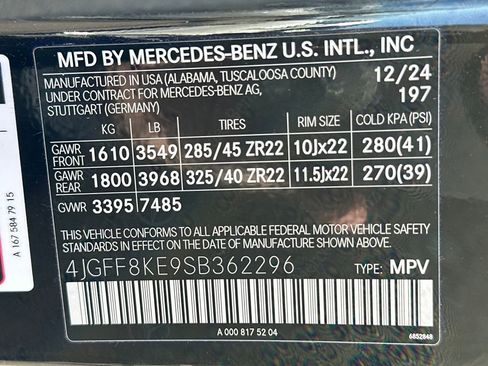 MFD BY MERCEDES-BENZ U.S. INTL., INC
MANUFACTURED IN USA (ALABAMA, TUSCALOOSA COUNTY) 12/24
UNDER CONTRACT FOR MERCEDES-BENZ AG, 197
STUTTGART (GERMANY)
KG LB TIRES RIM SIZE COLD KPA (PSI)
GAWR FRONT 1610 3549 285/45 ZR22 10Jx22 280(41)
GAWR REAR 1800 3968 325/40 ZR22 11.5Jx22 270(39)
GVWR 3395 7485
THIS VEHICLE CONFORMS TO ALL APPLICABLE FEDERAL MOTOR VEHICLE SAFETY
STANDARDS IN EFFECT ON THE DATE OF MANUFACTURE SHOWN ABOVE.
4JGFF8KE9SB362296 TYPE: MPV
A 000 817 52 04
6852848
A 167 584 79 15